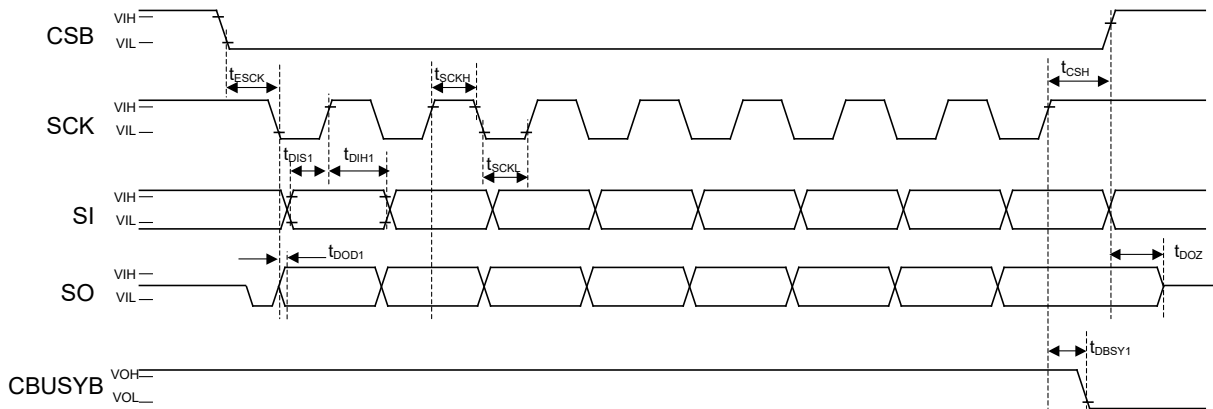 CSB
VIH
VIL
tESCK
tSCKH
tCSH
SCK
VIH
VIL
tDIS1
tDIH1
tSCKL
SI
VIH
VIL
tDOD1
tDOZ
SO
VIH
VIL
tDBSY1
CBUSYB
VOH
VOL